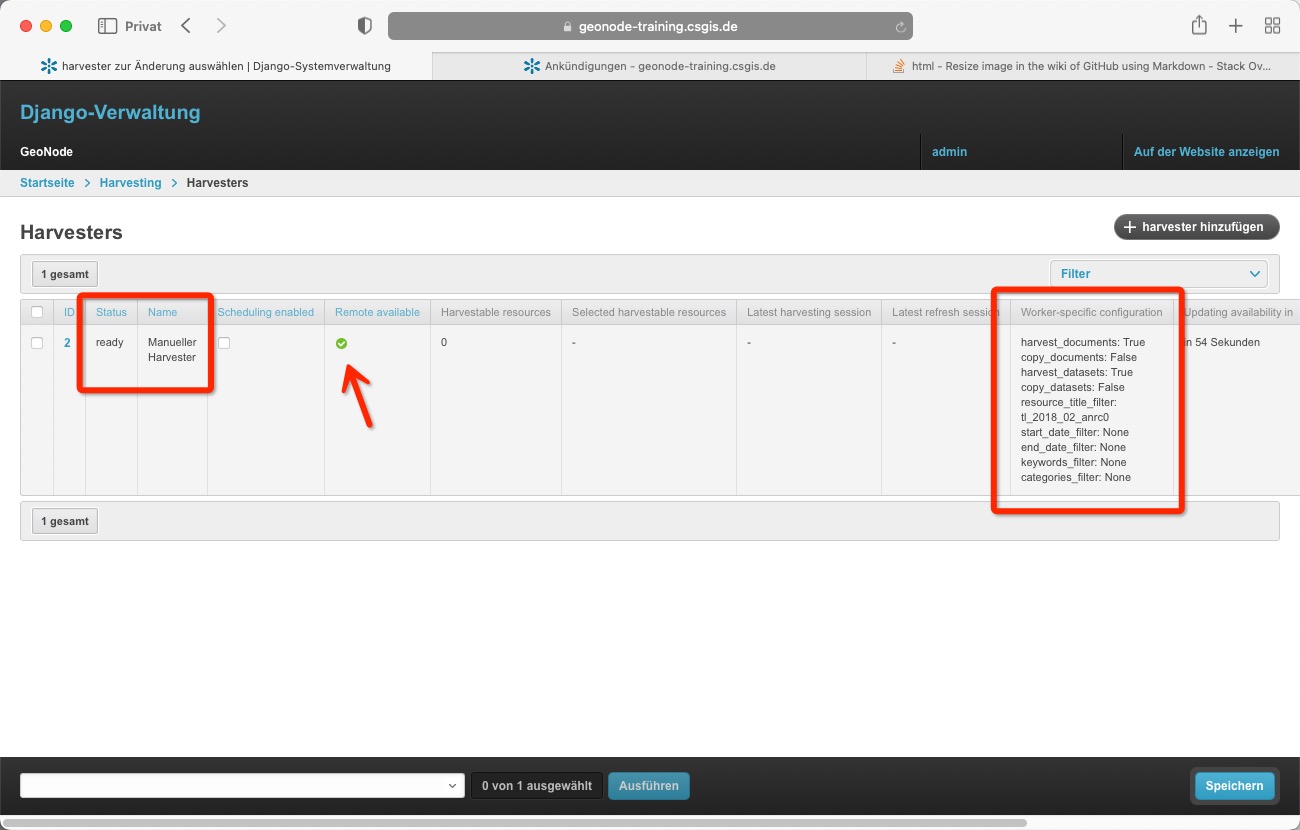 Privat
geonode-training.csgis.de
harvester zur Änderung auswählen | Django-Systemverwaltung
Ankündigungen - geonode-training.csgis.de
html - Resize image in the wiki of GitHub using Markdown - Stack Ov...
Django-Verwaltung
GeoNode
admin
Auf der Website anzeigen
Startseite > Harvesting > Harvesters
Harvesters
+ harvester hinzufügen
1 gesamt
Filter
ID Status Name Scheduling enabled Remote available Harvestable resources Selected harvestable resources Latest harvesting session Latest refresh session Worker-specific configuration Updating availability in
2 ready Manueller Harvester 0 - - -
harvest_documents: True
copy_documents: False
harvest_datasets: True
copy_datasets: False
resource_title_filter:
tl_2018_02_anrc0
start_date_filter: None
end_date_filter: None
keywords_filter: None
categories_filter: None
in 54 Sekunden
1 gesamt
0 von 1 ausgewählt
Ausführen
Speichern